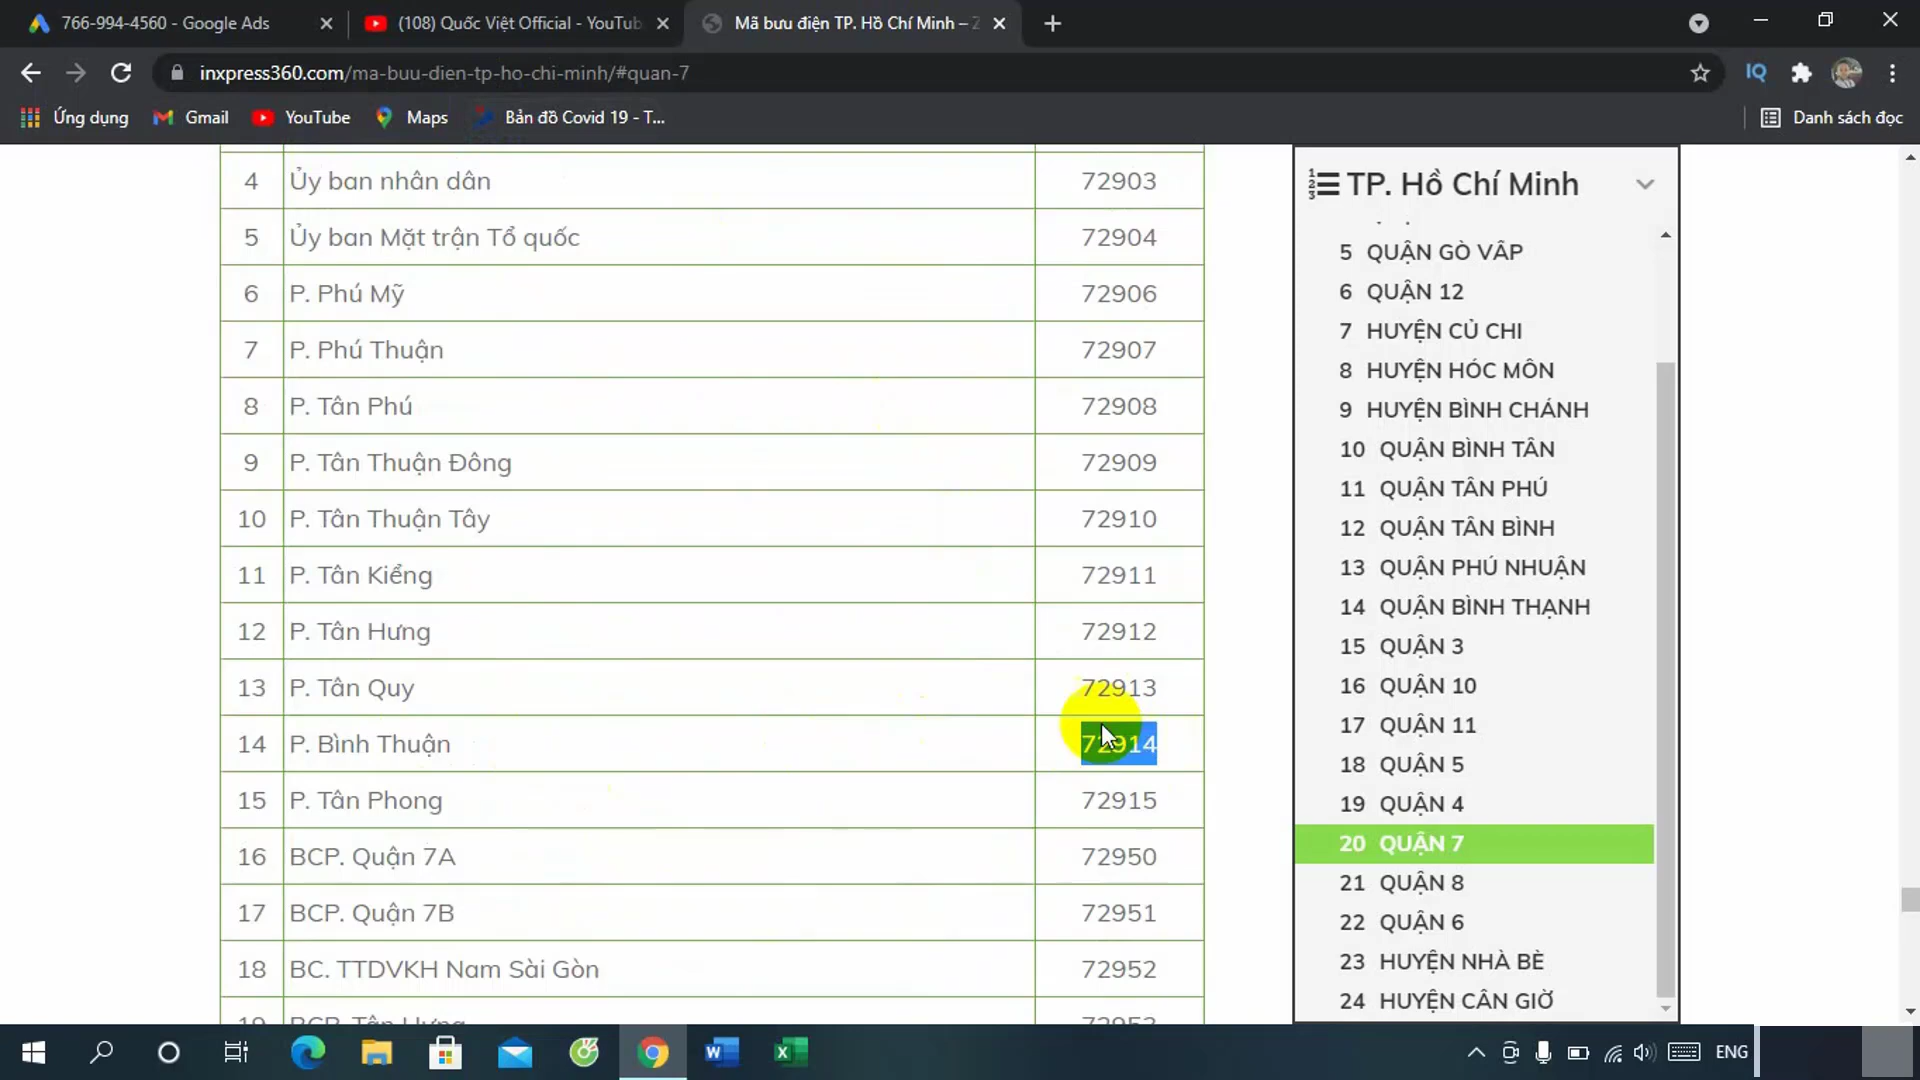 766-994-4560 - Google Ads
(108) Quốc Việt Official - YouTub
Mã bưu điện TP. Hồ Chí Minh – Z
inxpress360.com/ma-buu-dien-tp-ho-chi-minh/#quan-7
IQ
Ứng dụng
Gmail
YouTube
Maps
Bản đồ Covid 19 - T...
Danh sách đọc
4 Ủy ban nhân dân 72903
5 Ủy ban Mặt trận Tổ quốc 72904
6 P. Phú Mỹ 72906
7 P. Phú Thuận 72907
8 P. Tân Phú 72908
9 P. Tân Thuận Đông 72909
10 P. Tân Thuận Tây 72910
11 P. Tân Kiểng 72911
12 P. Tân Hưng 72912
13 P. Tân Quy 72913
14 P. Bình Thuận 72914
15 P. Tân Phong 72915
16 BCP. Quận 7A 72950
17 BCP. Quận 7B 72951
18 BC. TTDVKH Nam Sài Gòn 72952
19 BCP. Tân Hưng 72953
TP. Hồ Chí Minh
5 QUẬN GÒ VẤP
6 QUẬN 12
7 HUYỆN CỦ CHI
8 HUYỆN HÓC MÔN
9 HUYỆN BÌNH CHÁNH
10 QUẬN BÌNH TÂN
11 QUẬN TÂN PHÚ
12 QUẬN TÂN BÌNH
13 QUẬN PHÚ NHUẬN
14 QUẬN BÌNH THẠNH
15 QUẬN 3
16 QUẬN 10
17 QUẬN 11
18 QUẬN 5
19 QUẬN 4
20 QUẬN 7
21 QUẬN 8
22 QUẬN 6
23 HUYỆN NHÀ BÈ
24 HUYỆN CẦN GIỜ
ENG